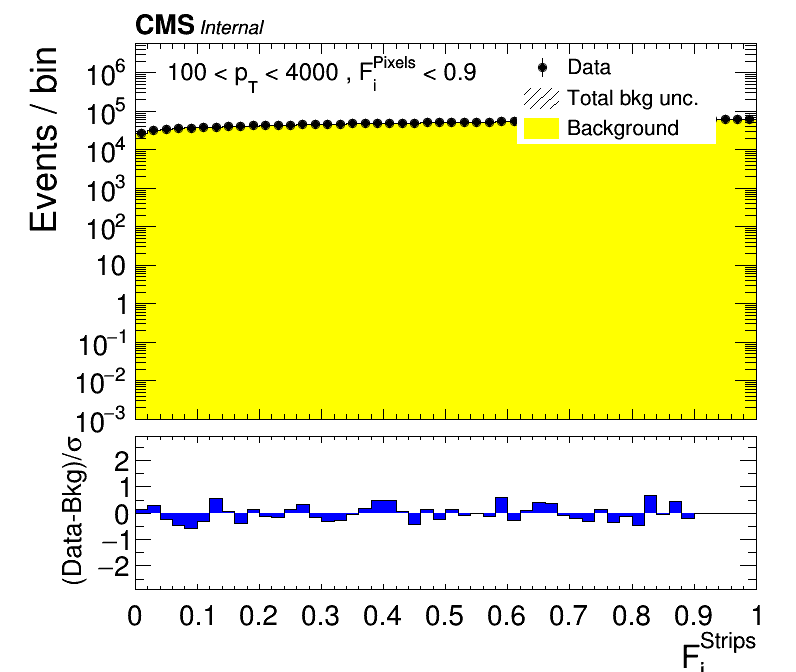 CMS Internal
100 < p_T < 4000 , F_i^Pixels < 0.9
Data
Total bkg unc.
Background
Events / bin
10^6
10^5
10^4
10^3
10^2
10
1
10^−1
10^−2
10^−3
(Data-Bkg)/σ
2
1
0
−1
−2
0 0.1 0.2 0.3 0.4 0.5 0.6 0.7 0.8 0.9 1
F_i^Strips